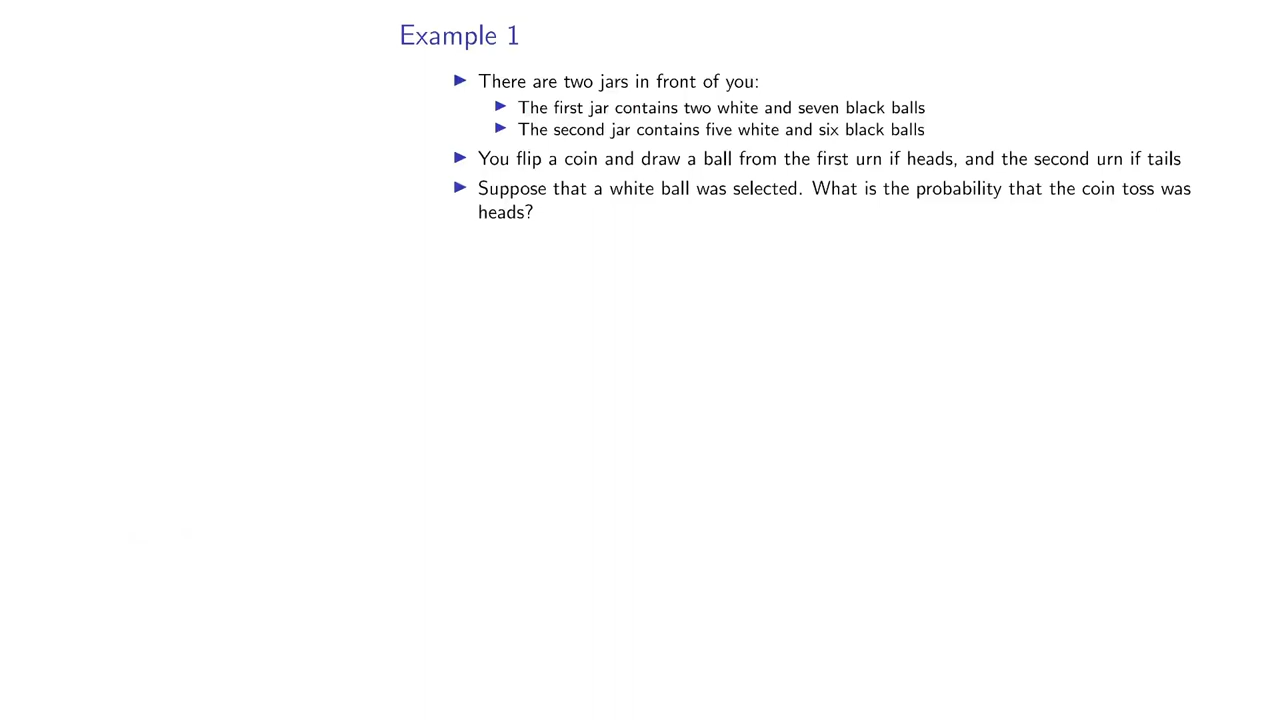 Example 1
▶ There are two jars in front of you:
▶ The first jar contains two white and seven black balls
▶ The second jar contains five white and six black balls
▶ You flip a coin and draw a ball from the first urn if heads, and the second urn if tails
▶ Suppose that a white ball was selected. What is the probability that the coin toss was
heads?